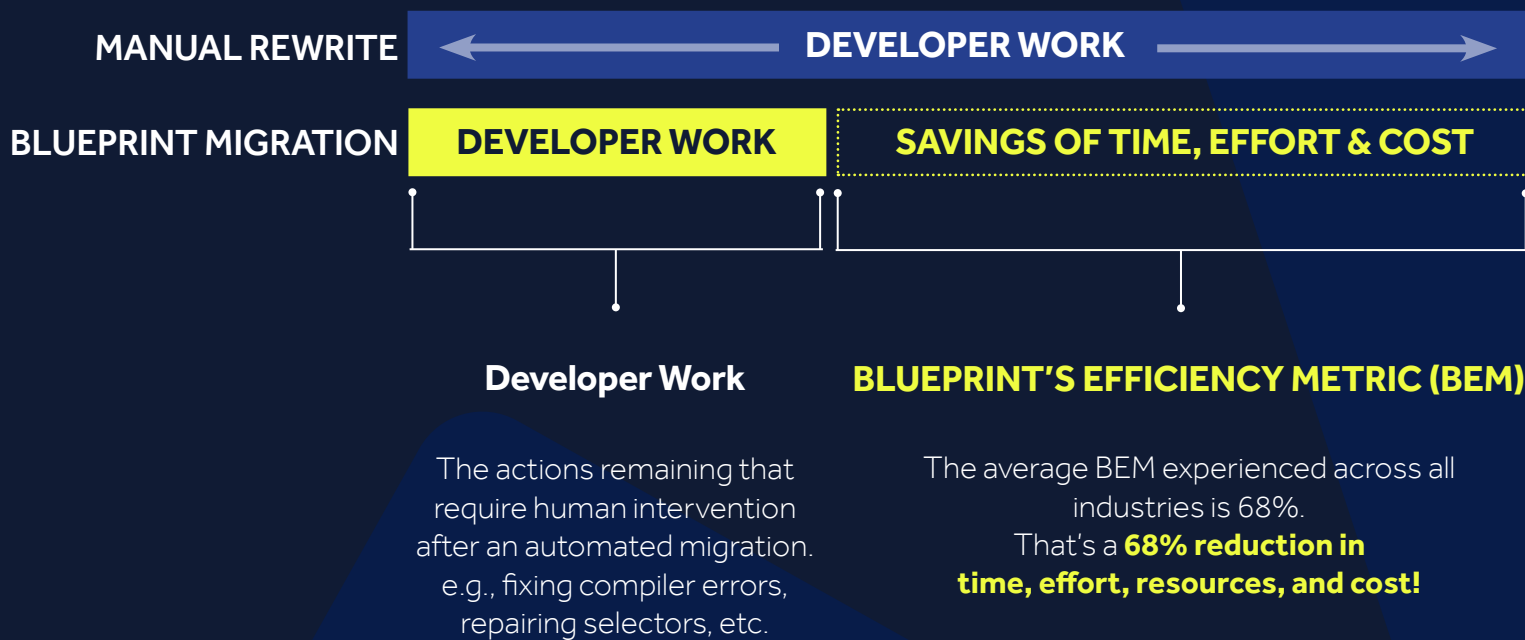 MANUAL REWRITE
DEVELOPER WORK
BLUEPRINT MIGRATION
DEVELOPER WORK
SAVINGS OF TIME, EFFORT & COST
Developer Work
The actions remaining that
require human intervention
after an automated migration.
e.g., fixing compiler errors,
repairing selectors, etc.
BLUEPRINT’S EFFICIENCY METRIC (BEM)
The average BEM experienced across all
industries is 68%.
That's a 68% reduction in
time, effort, resources, and cost!